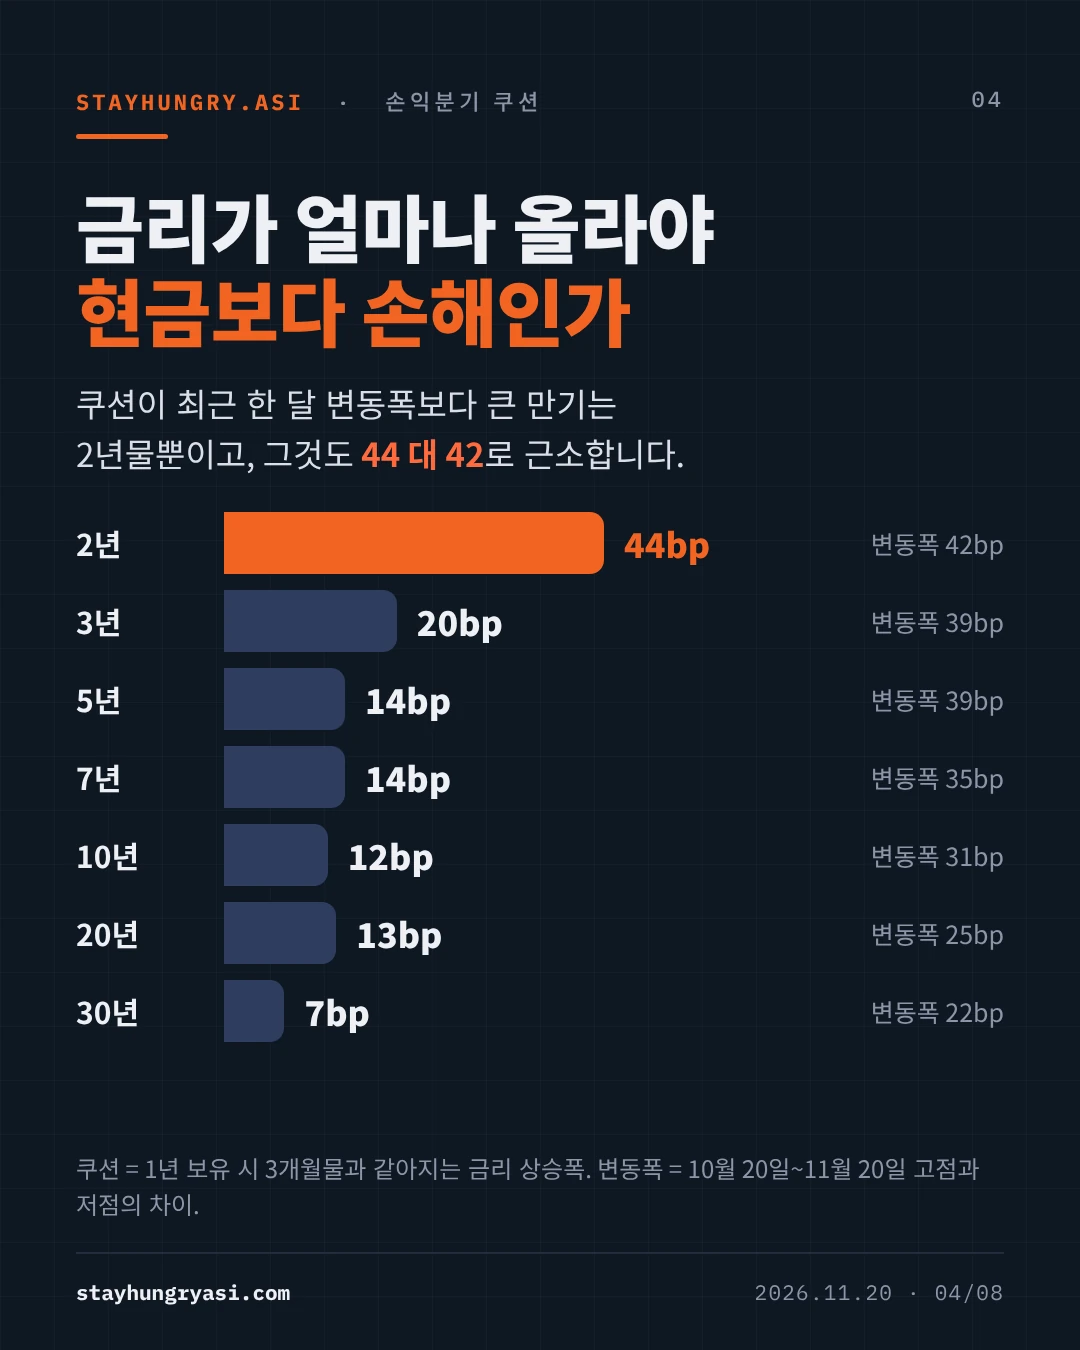 STAYHUNGRY.ASI · 손익분기 쿠션 04
금리가 얼마나 올라야
현금보다 손해인가
쿠션이 최근 한 달 변동폭보다 큰 만기는
2년물뿐이고, 그것도 44 대 42로 근소합니다.
2년 44bp 변동폭 42bp
3년 20bp 변동폭 39bp
5년 14bp 변동폭 39bp
7년 14bp 변동폭 35bp
10년 12bp 변동폭 31bp
20년 13bp 변동폭 25bp
30년 7bp 변동폭 22bp
쿠션 = 1년 보유 시 3개월물과 같아지는 금리 상승폭. 변동폭 = 10월 20일~11월 20일 고점과
저점의 차이.
stayhungryasi.com 2026.11.20 · 04/08